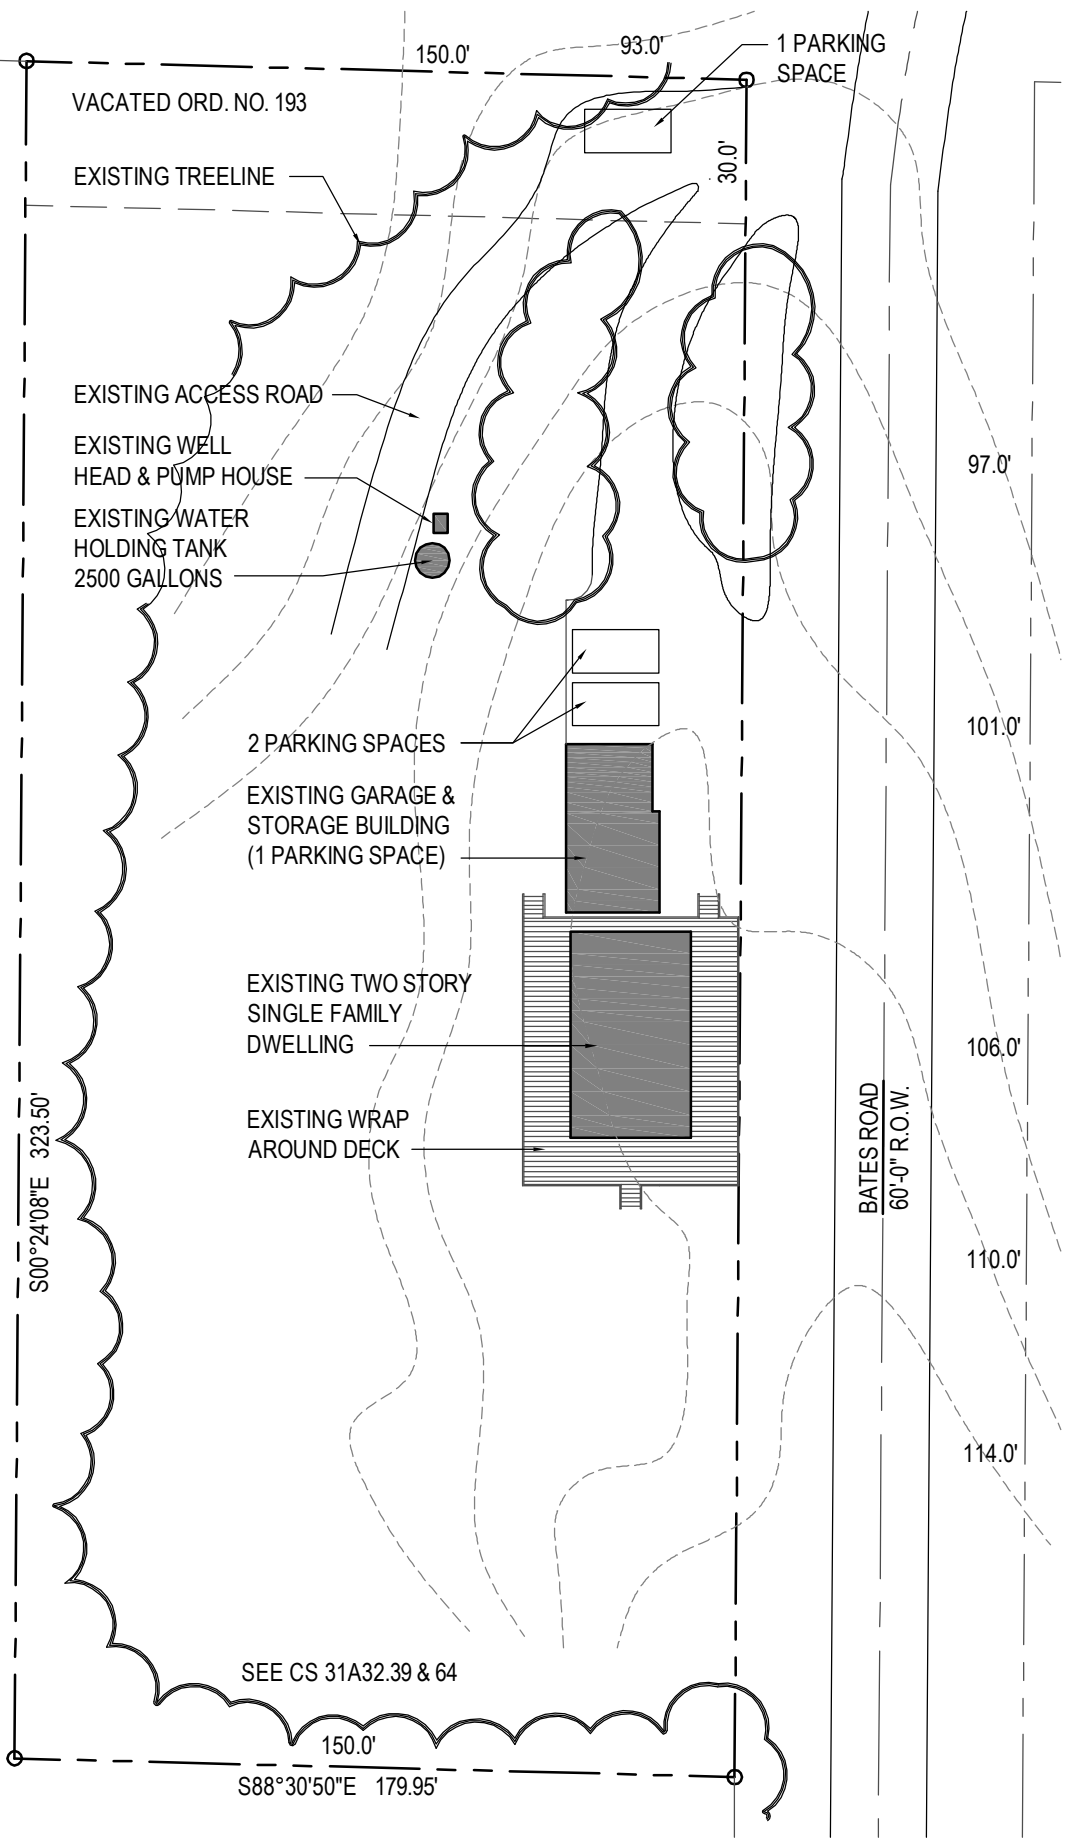 150.0'
93.0'
1 PARKING
SPACE
VACATED ORD. NO. 193
30.0'
EXISTING TREELINE
EXISTING ACCESS ROAD
EXISTING WELL
HEAD & PUMP HOUSE
97.0'
EXISTING WATER
HOLDING TANK
2500 GALLONS
101.0'
2 PARKING SPACES
EXISTING GARAGE &
STORAGE BUILDING
(1 PARKING SPACE)
EXISTING TWO STORY
SINGLE FAMILY
DWELLING
106.0'
EXISTING WRAP
AROUND DECK
BATES ROAD
60'-0" R.O.W.
S00°24'08"E 323.50'
110.0'
114.0'
SEE CS 31A32.39 & 64
150.0'
S88°30'50"E 179.95'